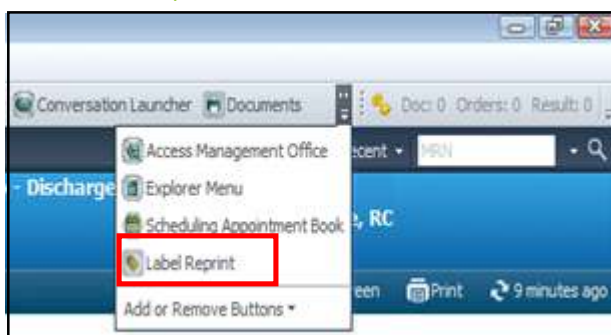 Conversation Launcher Documents Doc: 0 Orders: 0 Result: 0
Access Management Office ecent MRN
- Discharge Explorer Menu
Scheduling Appointment Book , RC
Label Reprint
een Print 9 minutes ago
Add or Remove Buttons